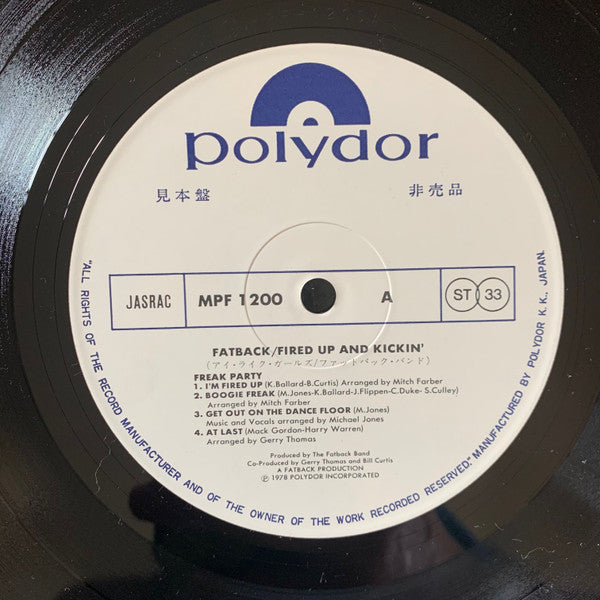 polydor
見本盤 非売品
JASRAC MPF 1200 A ST 33
FATBACK/FIRED UP AND KICKIN'
(アイ・ライク・ガールズ/ファットバック・バンド)
FREAK PARTY
1. I'M FIRED UP (K.Ballard-B.Curtis) Arranged by Mitch Farber
2. BOOGIE FREAK (M.Jones-K.Ballard-J.Flippen-C.Duke- S.Culley)
Arranged by Mitch Farber
3. GET OUT ON THE DANCE FLOOR (M.Jones)
Music and Vocals arranged by Michael Jones
4. AT LAST (Mack Gordon-Harry Warren)
Arranged by Gerry Thomas
Produced by The Fatback Band
Co-Produced by Gerry Thomas and Bill Curtis
A FATBACK PRODUCTION
℗ 1978 POLYDOR INCORPORATED
"ALL RIGHTS OF THE RECORD MANUFACTURER AND OF THE OWNER OF THE WORK RECORDED RESERVED." MANUFACTURED BY POLYDOR K. K., JAPAN.